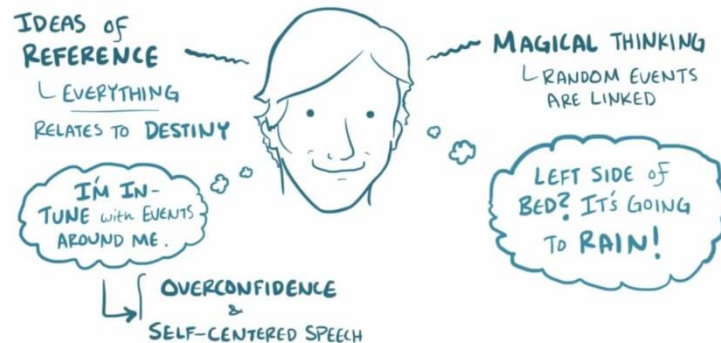 IDEAS of
REFERENCE
EVERYTHING
RELATES TO DESTINY
I'M IN-
TUNE with EVENTS
AROUND ME.
OVERCONFIDENCE
&
SELF-CENTERED SPEECH
MAGICAL THINKING
RANDOM EVENTS
ARE LINKED
LEFT SIDE of
BED? IT'S GOING
TO RAIN!